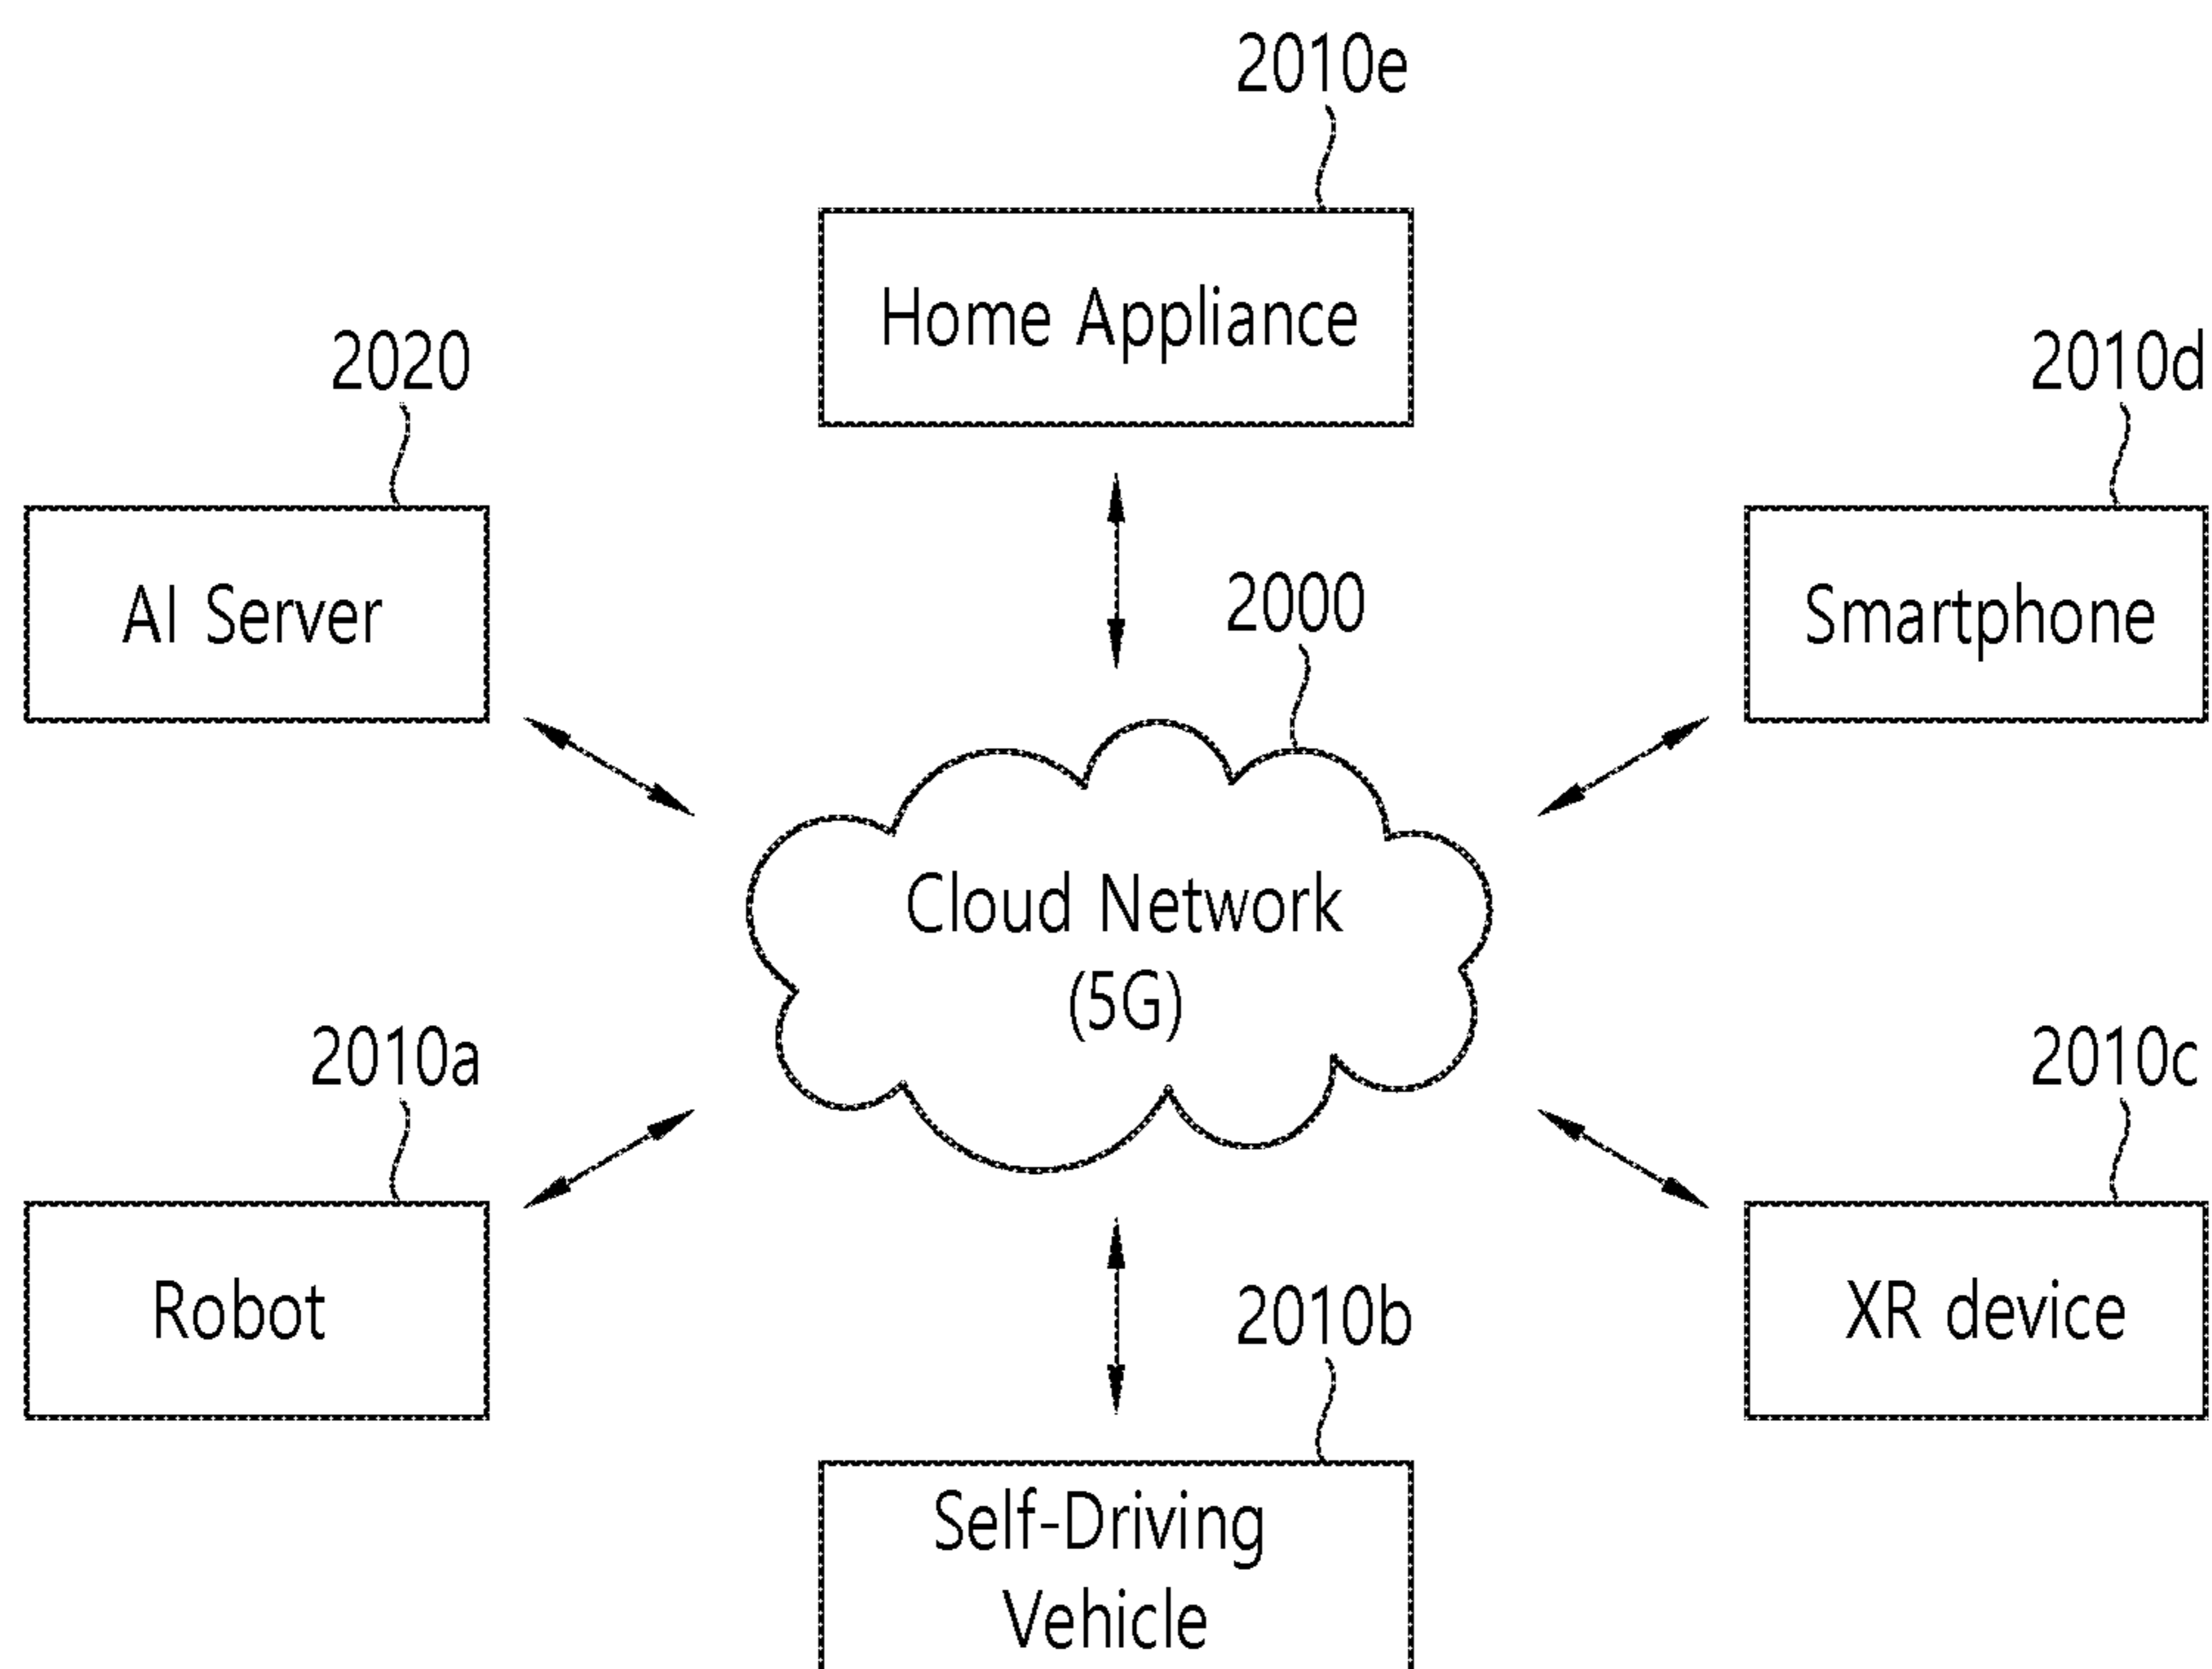 2010e
Home Appliance
2020
2010d
AI Server
Smartphone
2000
Cloud Network
(5G)
2010a
2010c
Robot
XR device
2010b
Self-Driving
Vehicle